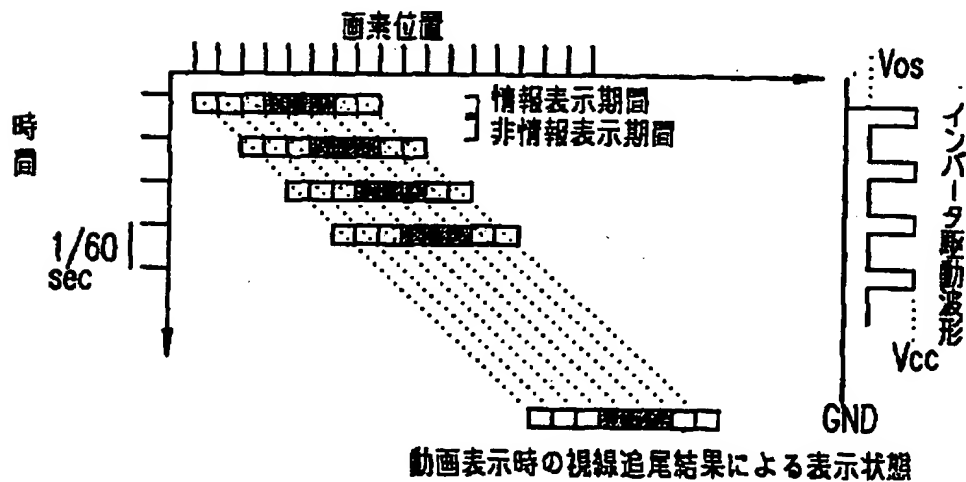 画素位置
Vos
情報表示期間
非情報表示期間
時間
インバータ駆動波形
1/60
sec
Vcc
GND
動画表示時の視線追尾結果による表示状態